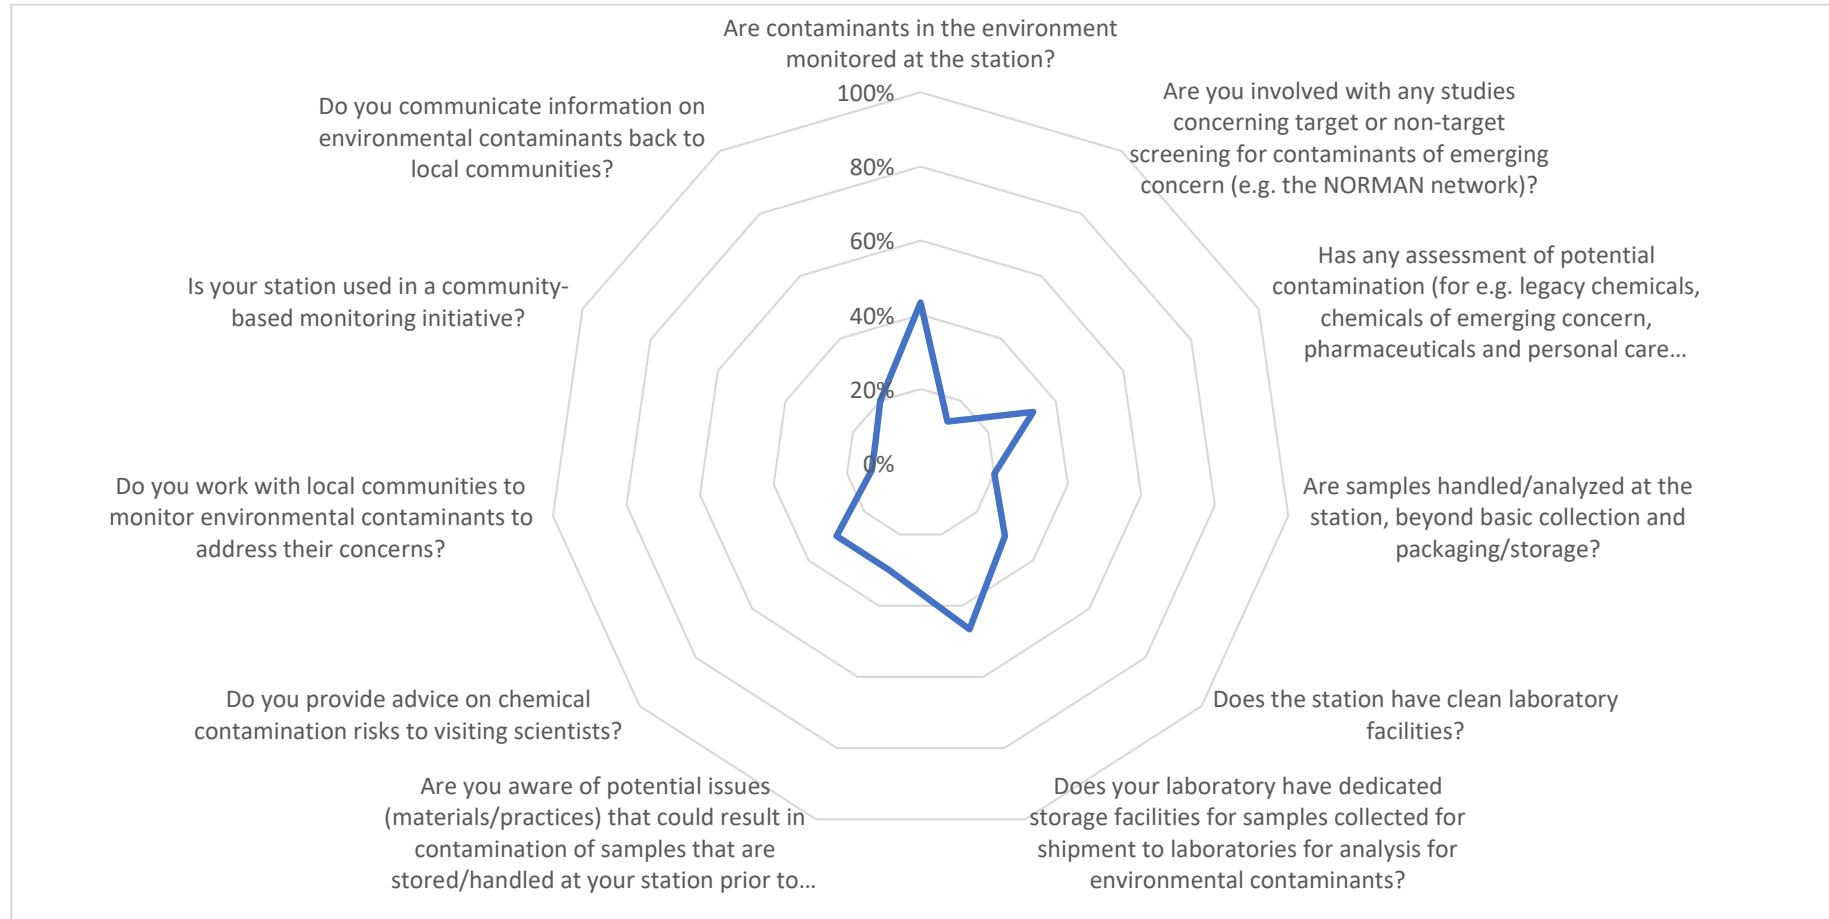 Are contaminants in the environment
monitored at the station?
Are you involved with any studies
concerning target or non-target
screening for contaminants of emerging
concern (e.g. the NORMAN network)?
Has any assessment of potential
contamination (for e.g. legacy chemicals,
chemicals of emerging concern,
pharmaceuticals and personal care...
Are samples handled/analyzed at the
station, beyond basic collection and
packaging/storage?
Does the station have clean laboratory
facilities?
Does your laboratory have dedicated
storage facilities for samples collected for
shipment to laboratories for analysis for
environmental contaminants?
Are you aware of potential issues
(materials/practices) that could result in
contamination of samples that are
stored/handled at your station prior to...
Do you provide advice on chemical
contamination risks to visiting scientists?
Do you work with local communities to
monitor environmental contaminants to
address their concerns?
Is your station used in a community-
based monitoring initiative?
Do you communicate information on
environmental contaminants back to
local communities?
100%
80%
60%
40%
20%
0%